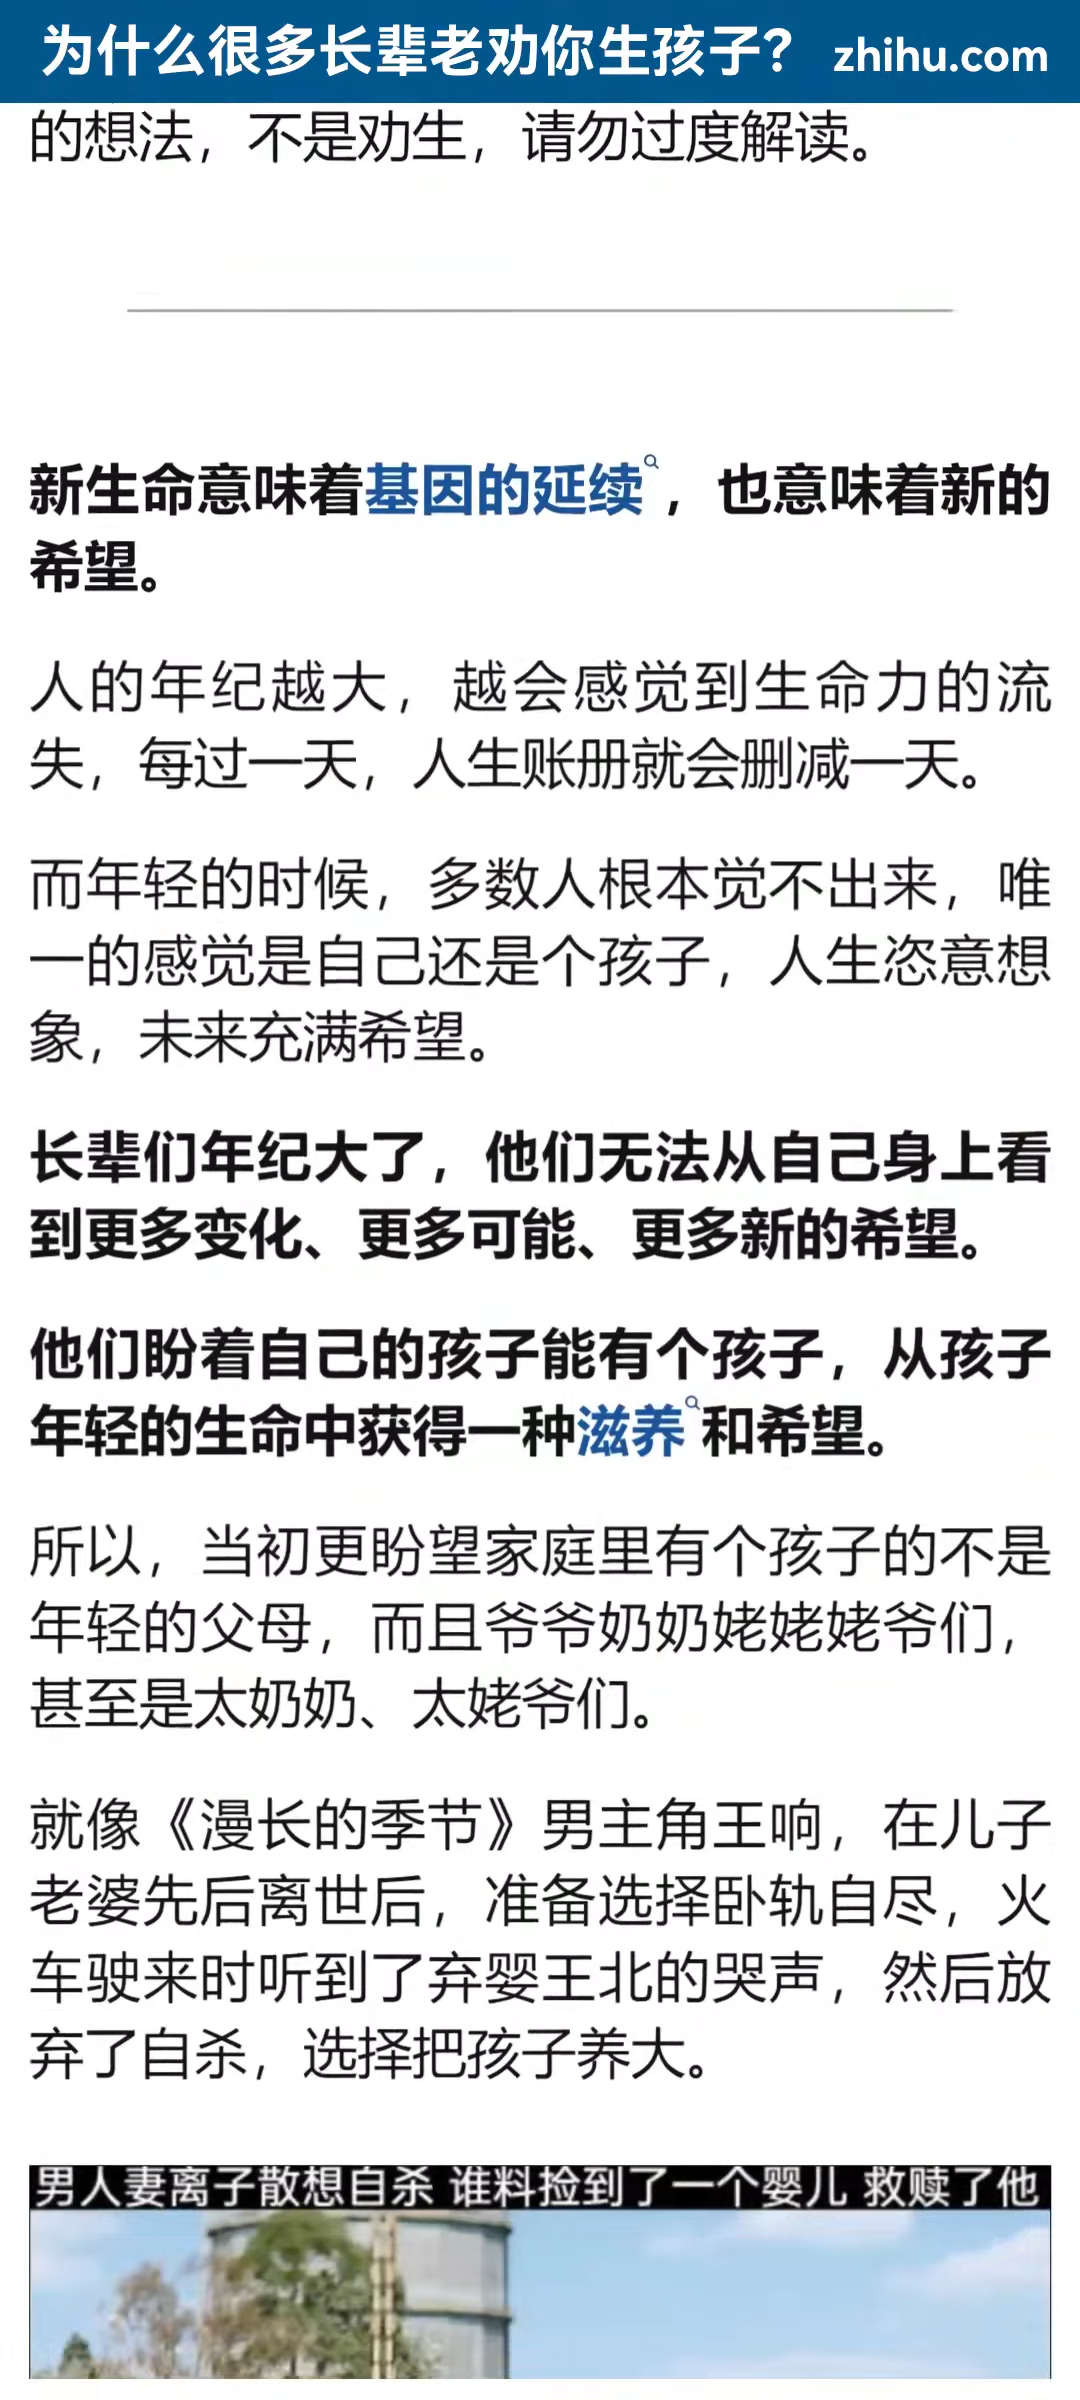 为什么很多长辈老劝你生孩子？ zhihu.com
的想法，不是劝生，请勿过度解读。
新生命意味着基因的延续，也意味着新的
希望。
人的年纪越大，越会感觉到生命力的流
失，每过一天，人生账册就会删减一天。
而年轻的时候，多数人根本觉不出来，唯
一的感觉是自己还是个孩子，人生恣意想
象，未来充满希望。
长辈们年纪大了，他们无法从自己身上看
到更多变化、更多可能、更多新的希望。
他们盼着自己的孩子能有个孩子，从孩子
年轻的生命中获得一种滋养和希望。
所以，当初更盼望家庭里有个孩子的不是
年轻的父母，而且爷爷奶奶姥姥姥爷们，
甚至是太奶奶、太姥爷们。
就像《漫长的季节》男主角王响，在儿子
老婆先后离世后，准备选择卧轨自尽，火
车驶来时听到了弃婴王北的哭声，然后放
弃了自杀，选择把孩子养大。
男人妻离子散想自杀 谁料捡到了一个婴儿 救赎了他